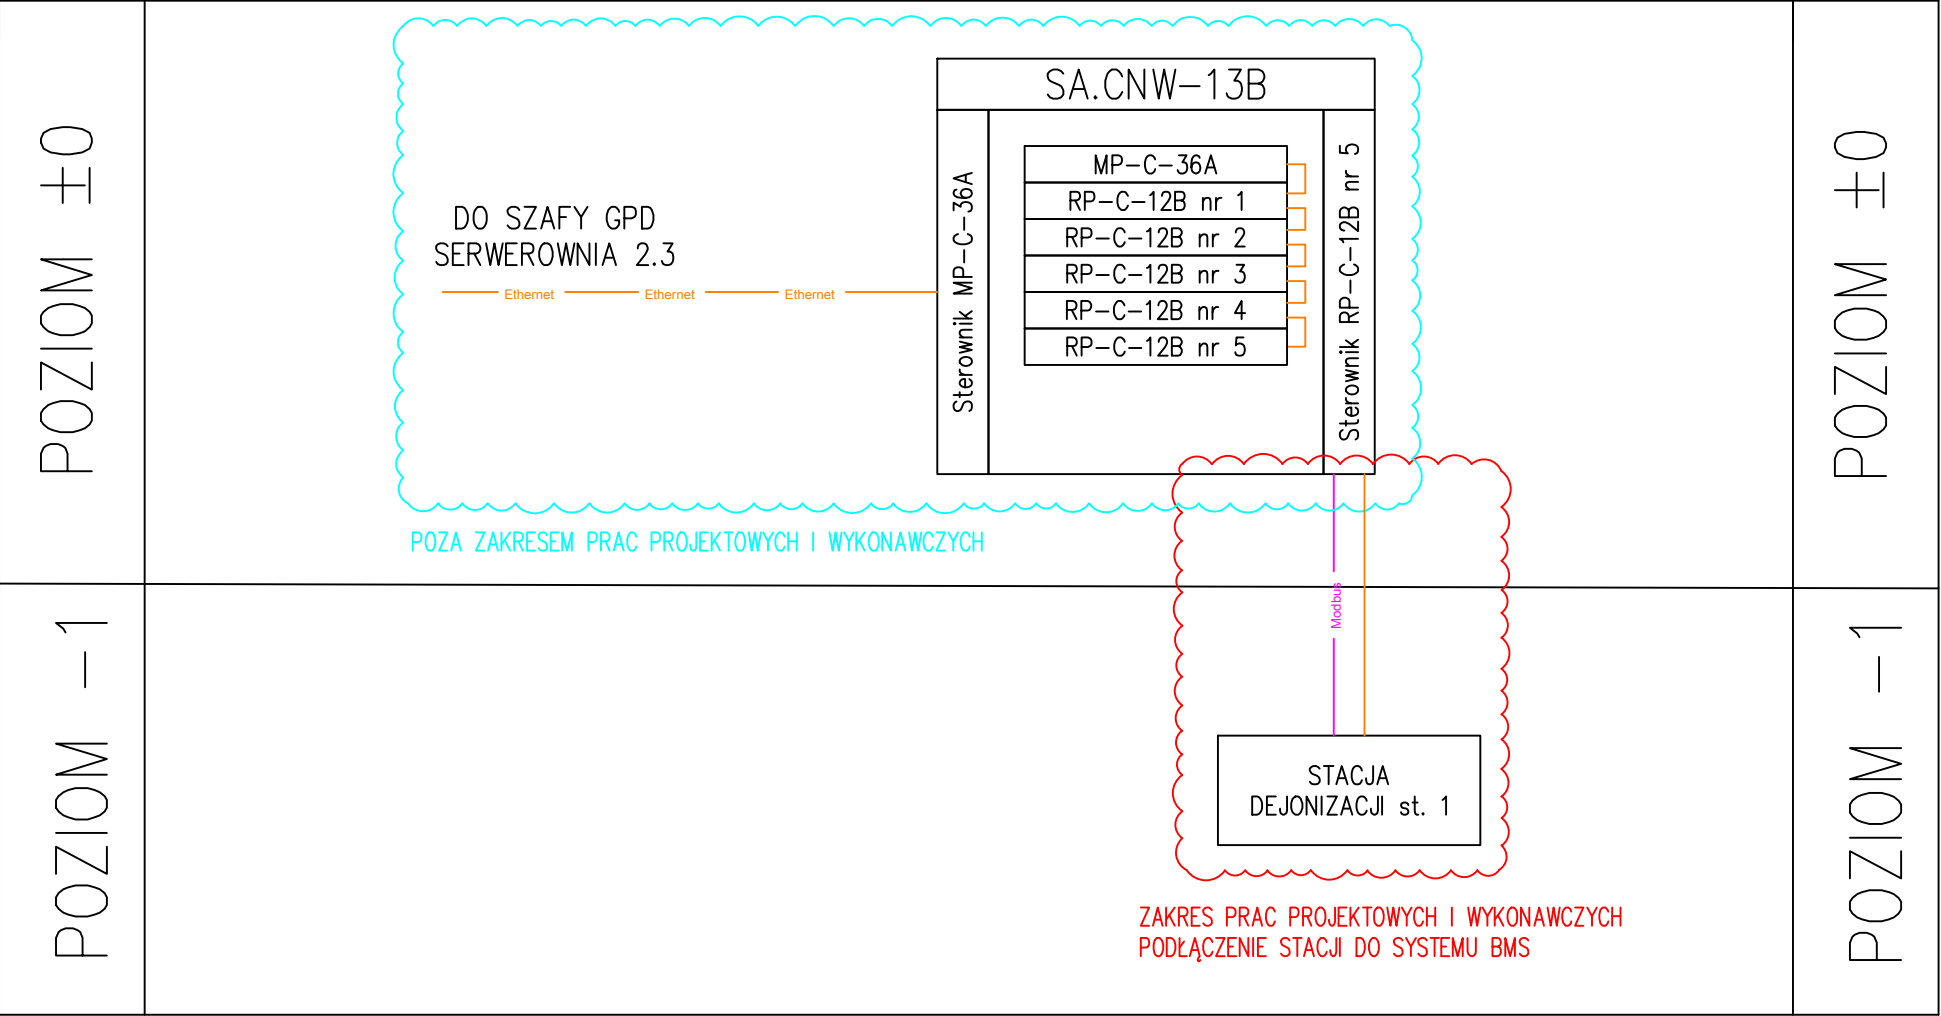 POZIOM ±0
SA.CNW-13B
Sterownik MP-C-36A
MP-C-36A
RP-C-12B nr 1
RP-C-12B nr 2
RP-C-12B nr 3
RP-C-12B nr 4
RP-C-12B nr 5
Sterownik RP-C-12B nr 5
DO SZAFY GPD
SERWEROWNIA 2.3
Ethernet Ethernet Ethernet
POZA ZAKRESEM PRAC PROJEKTOWYCH I WYKONAWCZYCH
POZIOM ±0
POZIOM -1
Modbus
STACJA
DEJONIZACJI st. 1
ZAKRES PRAC PROJEKTOWYCH I WYKONAWCZYCH
PODŁĄCZENIE STACJI DO SYSTEMU BMS
POZIOM -1